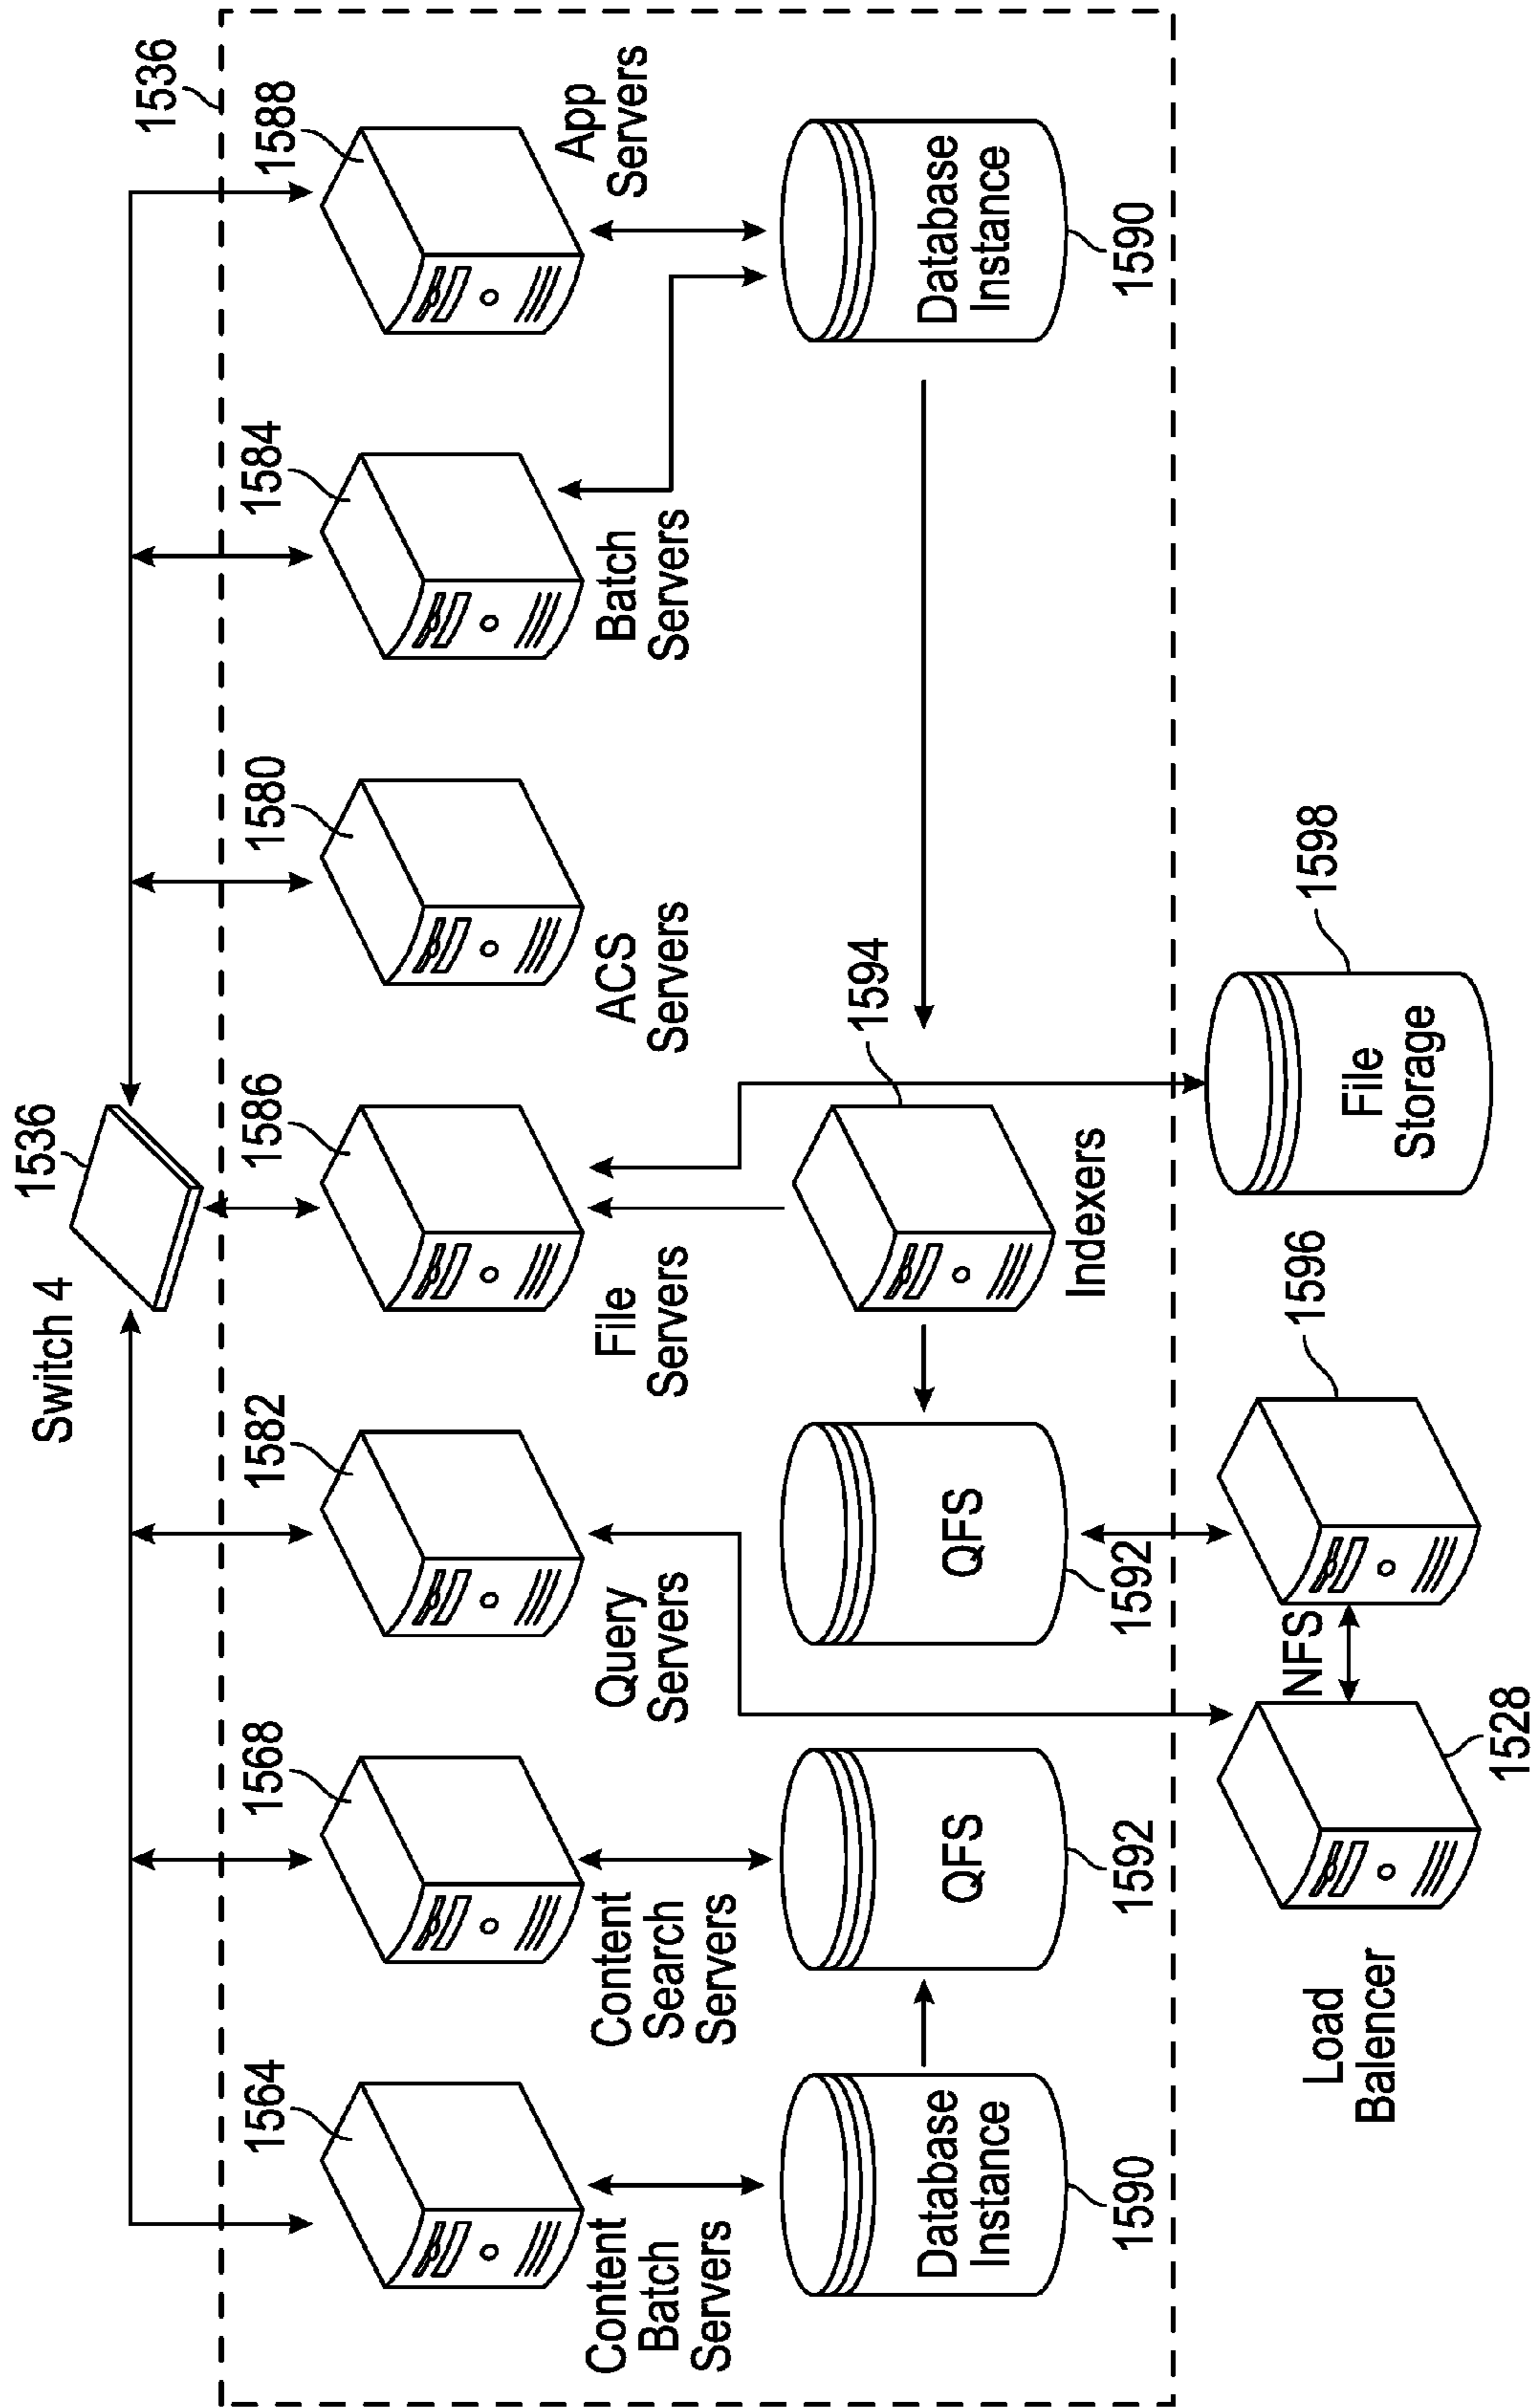 1536
Switch 4
1536
1564
1568
1582
1586
1580
1584
1588
Content
Batch
Servers
Content
Search
Servers
Query
Servers
File
Servers
ACS
Servers
Batch
Servers
App
Servers
1594
Database
Instance
1590
QFS
1592
QFS
1592
Indexers
Database
Instance
1590
Load
Balencer
1528
NFS
1596
File
Storage
1598